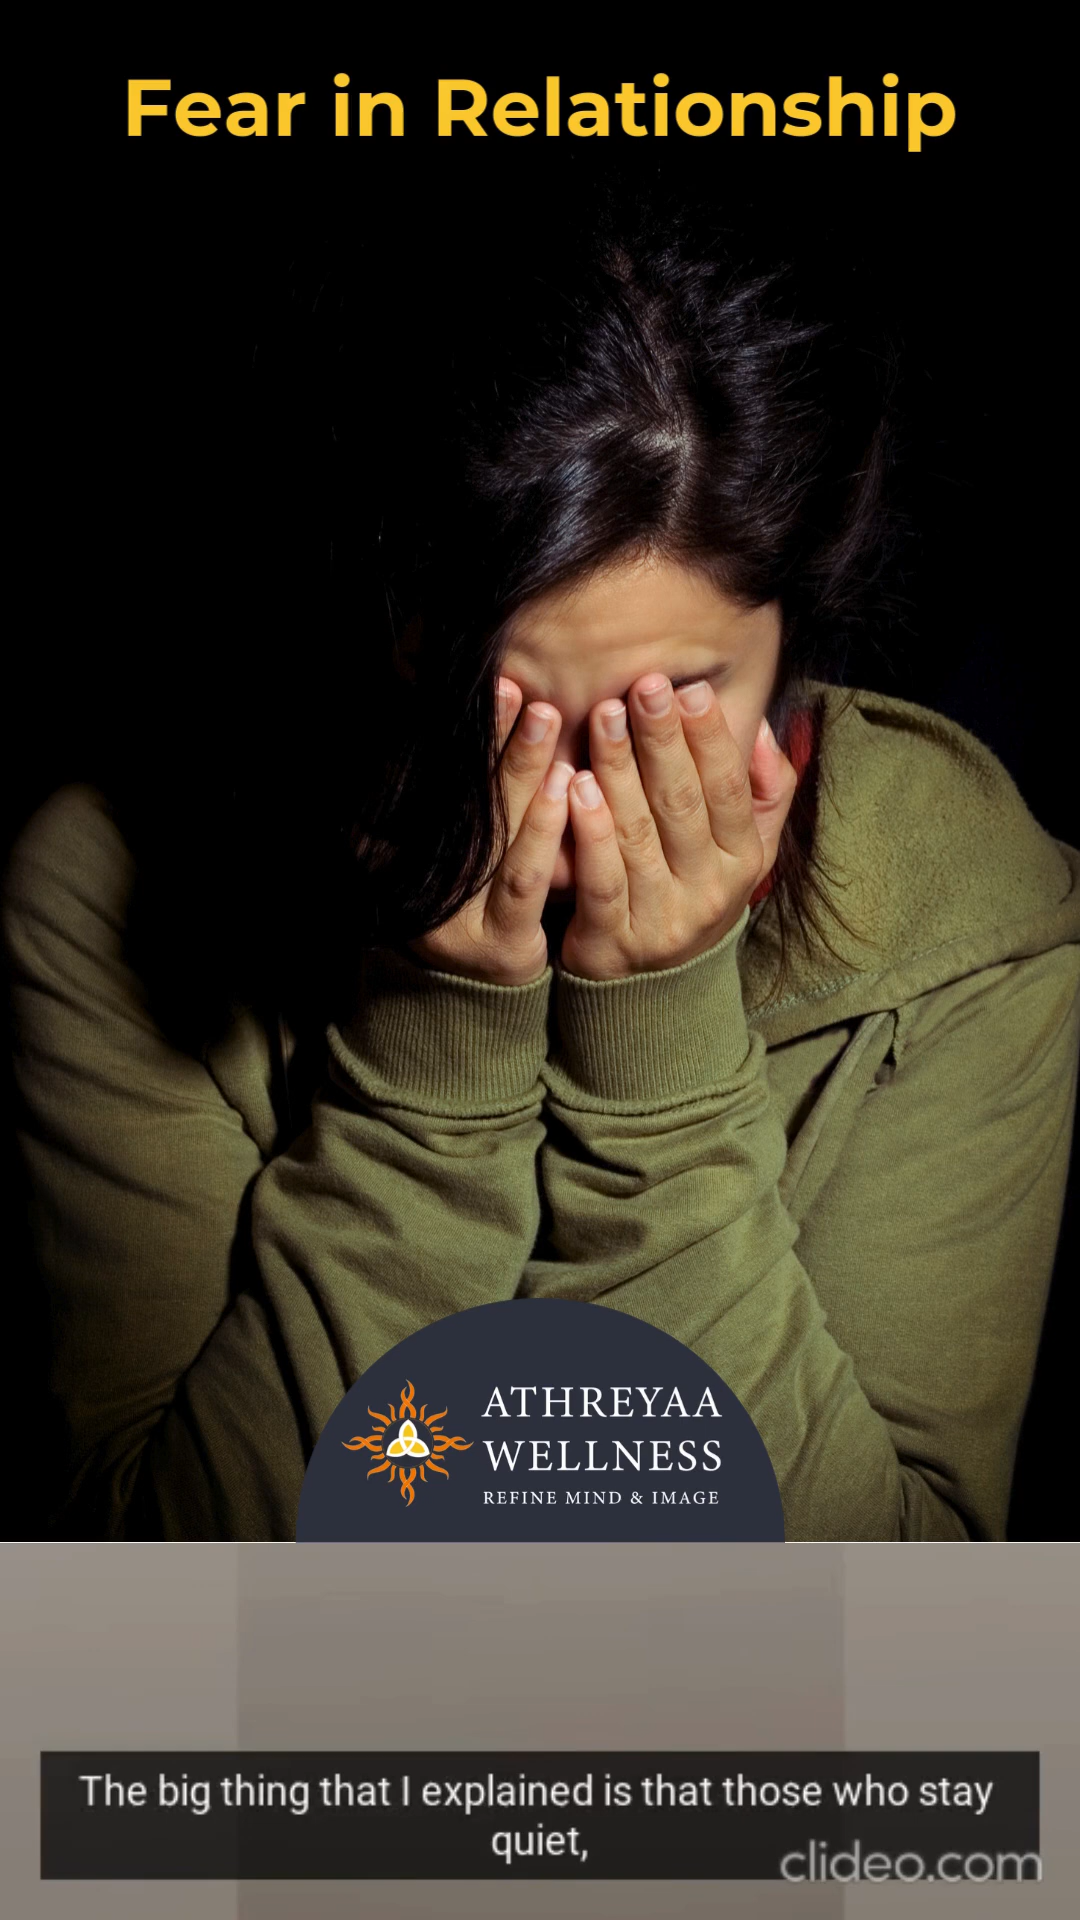 Fear in Relationship
ATHREYAA
WELLNESS
REFINE MIND & IMAGE
The big thing that I explained is that those who stay
quiet,
clideo.com